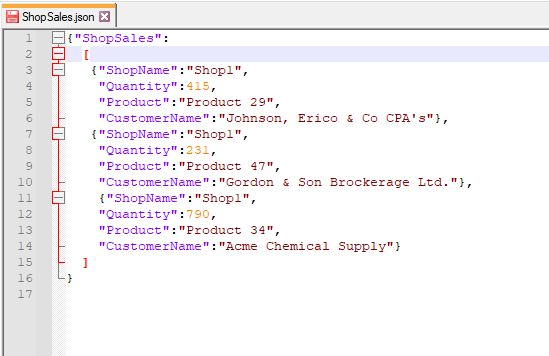 ShopSales.json
1 {"ShopSales":
2 [
3 {"ShopName":"Shop1",
4 "Quantity":415,
5 "Product":"Product 29",
6 "CustomerName":"Johnson, Erico & Co CPA's"},
7 {"ShopName":"Shop1",
8 "Quantity":231,
9 "Product":"Product 47",
10 "CustomerName":"Gordon & Son Brockerage Ltd."},
11 {"ShopName":"Shop1",
12 "Quantity":790,
13 "Product":"Product 34",
14 "CustomerName":"Acme Chemical Supply"}
15 ]
16 }
17